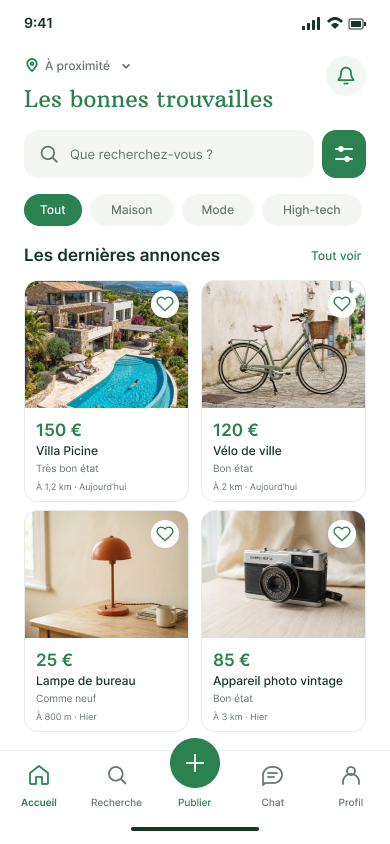 9:41
À proximité
Les bonnes trouvailles
Que recherchez-vous ?
Tout
Maison
Mode
High-tech
Les dernières annonces
Tout voir
150 €
Villa Picine
Très bon état
À 1,2 km · Aujourd'hui
120 €
Vélo de ville
Bon état
À 2 km · Aujourd'hui
25 €
Lampe de bureau
Comme neuf
À 800 m · Hier
85 €
Appareil photo vintage
Bon état
À 3 km · Hier
Accueil
Recherche
Publier
Chat
Profil